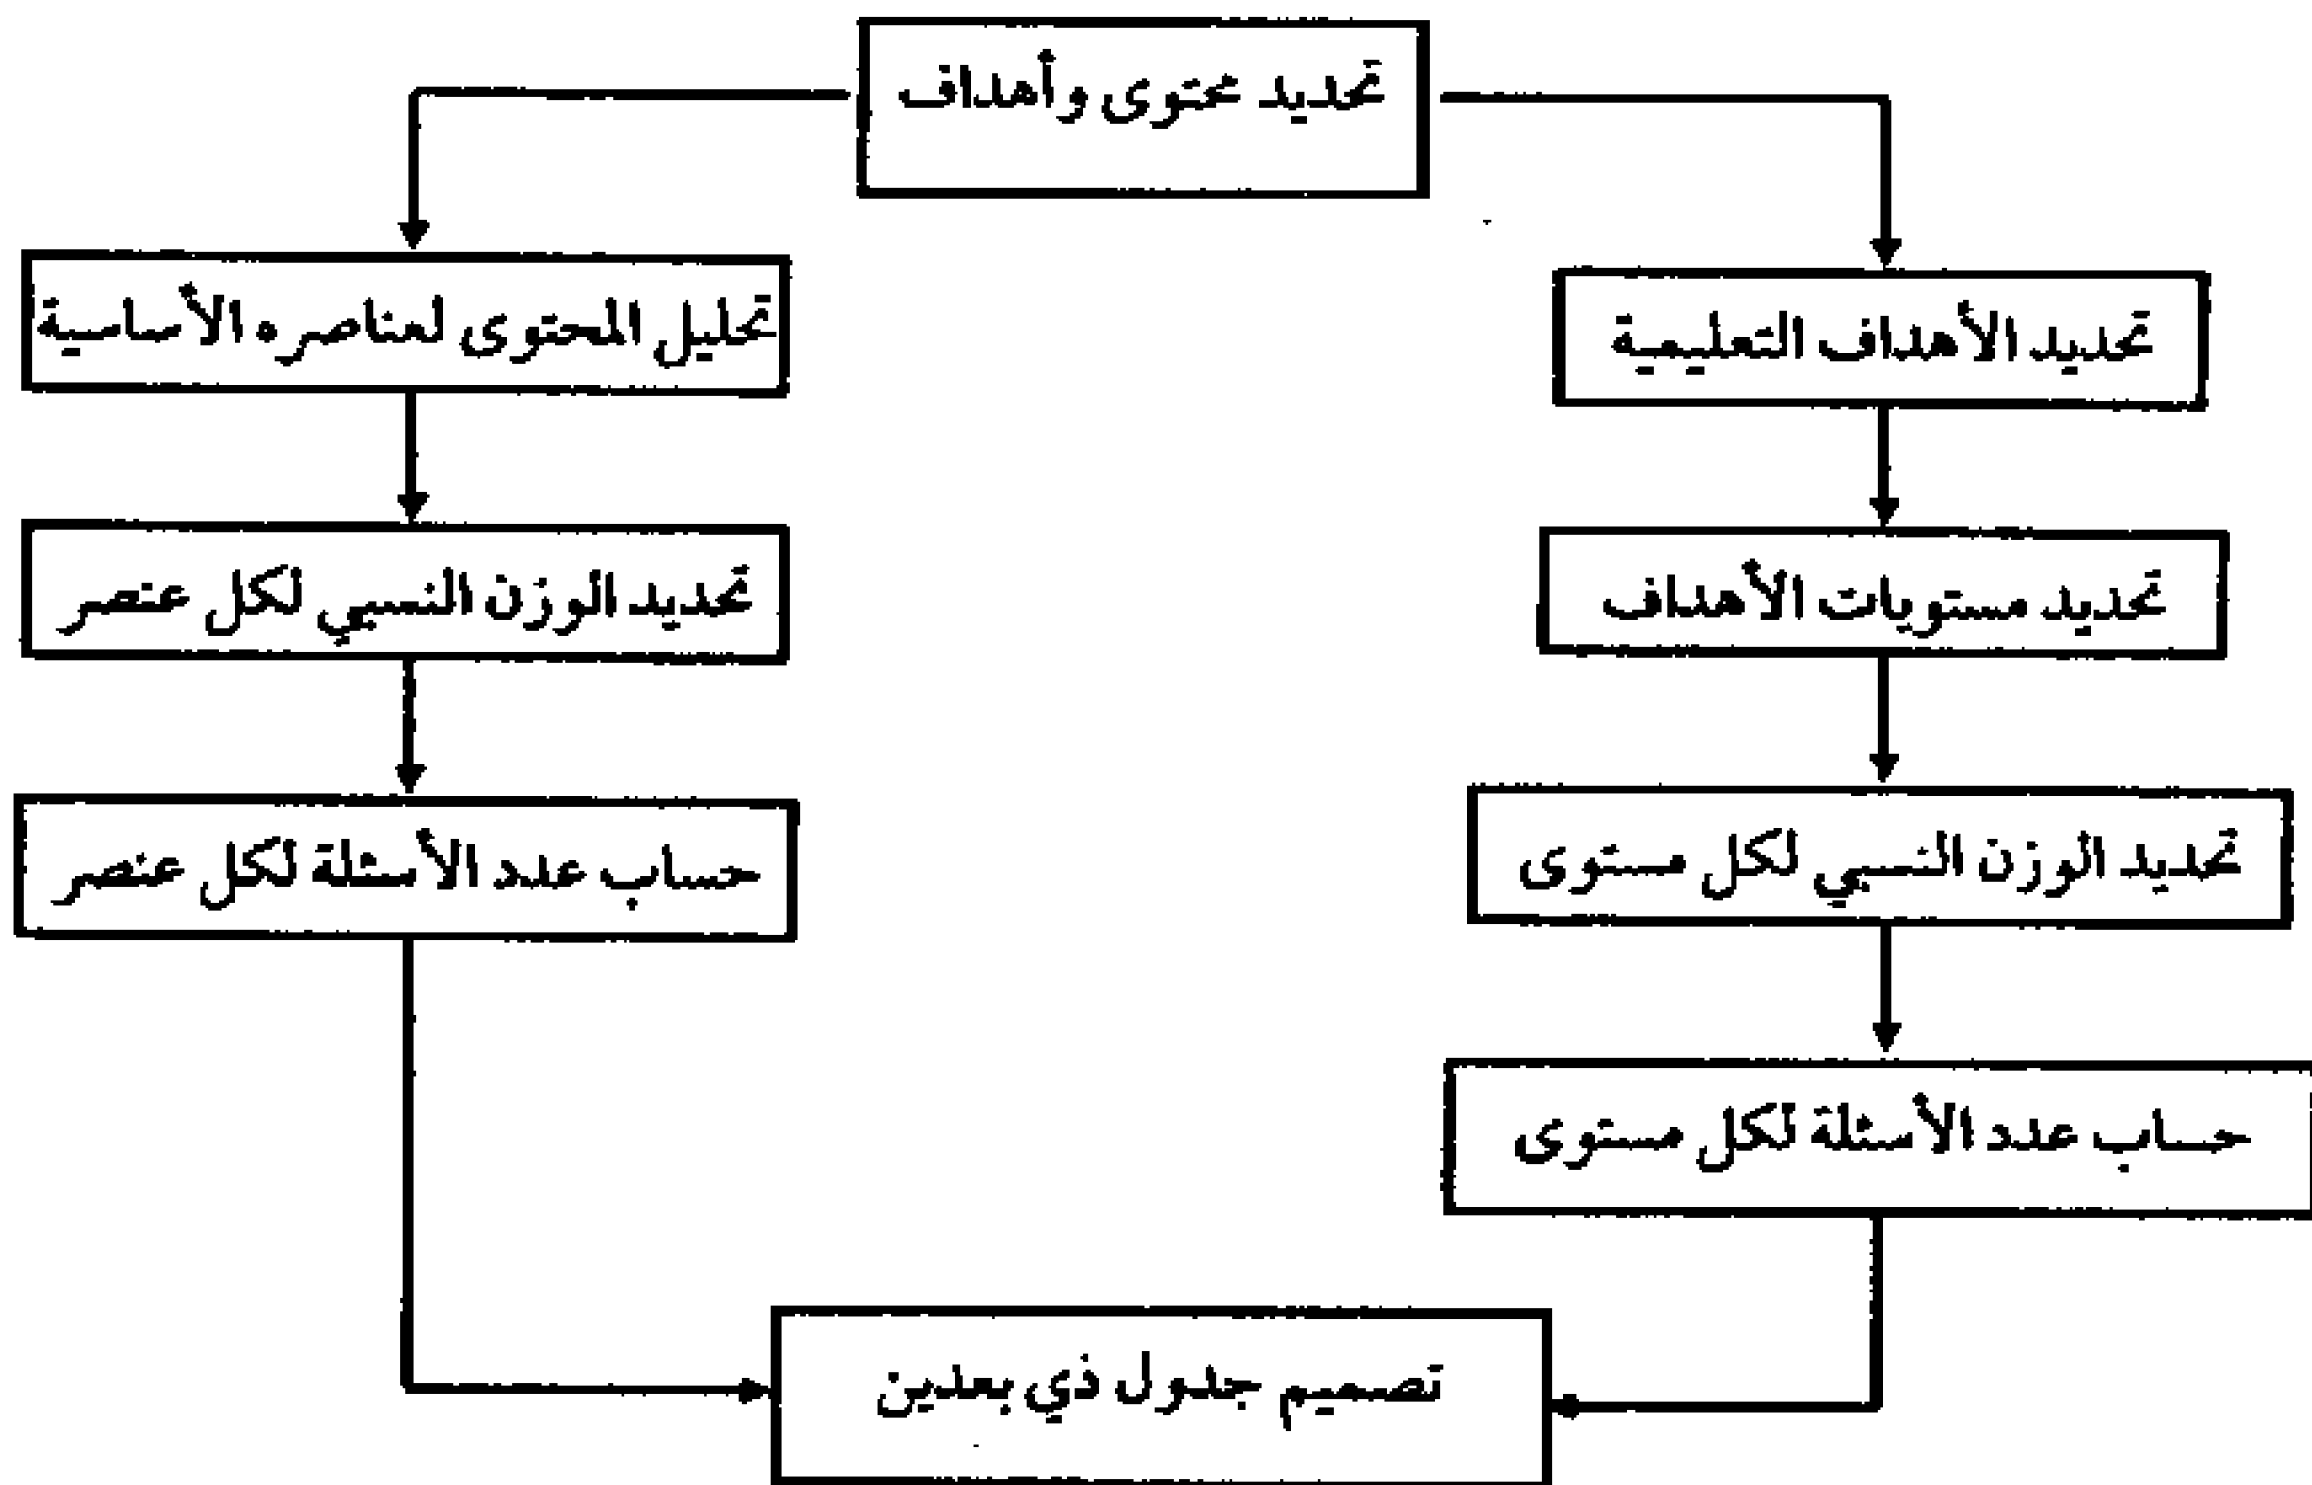 تحديد محتوى وأهداف
تحديد الأهداف التعليمية
تحديد مستويات الأهداف
تحديد الوزن النسبي لكل مستوى
حساب عدد الأسئلة لكل مستوى
تحليل المحتوى لعناصره الأساسية
تحديد الوزن النسبي لكل عنصر
حساب عدد الأسئلة لكل عنصر
تصميم جدول ذي بعدين